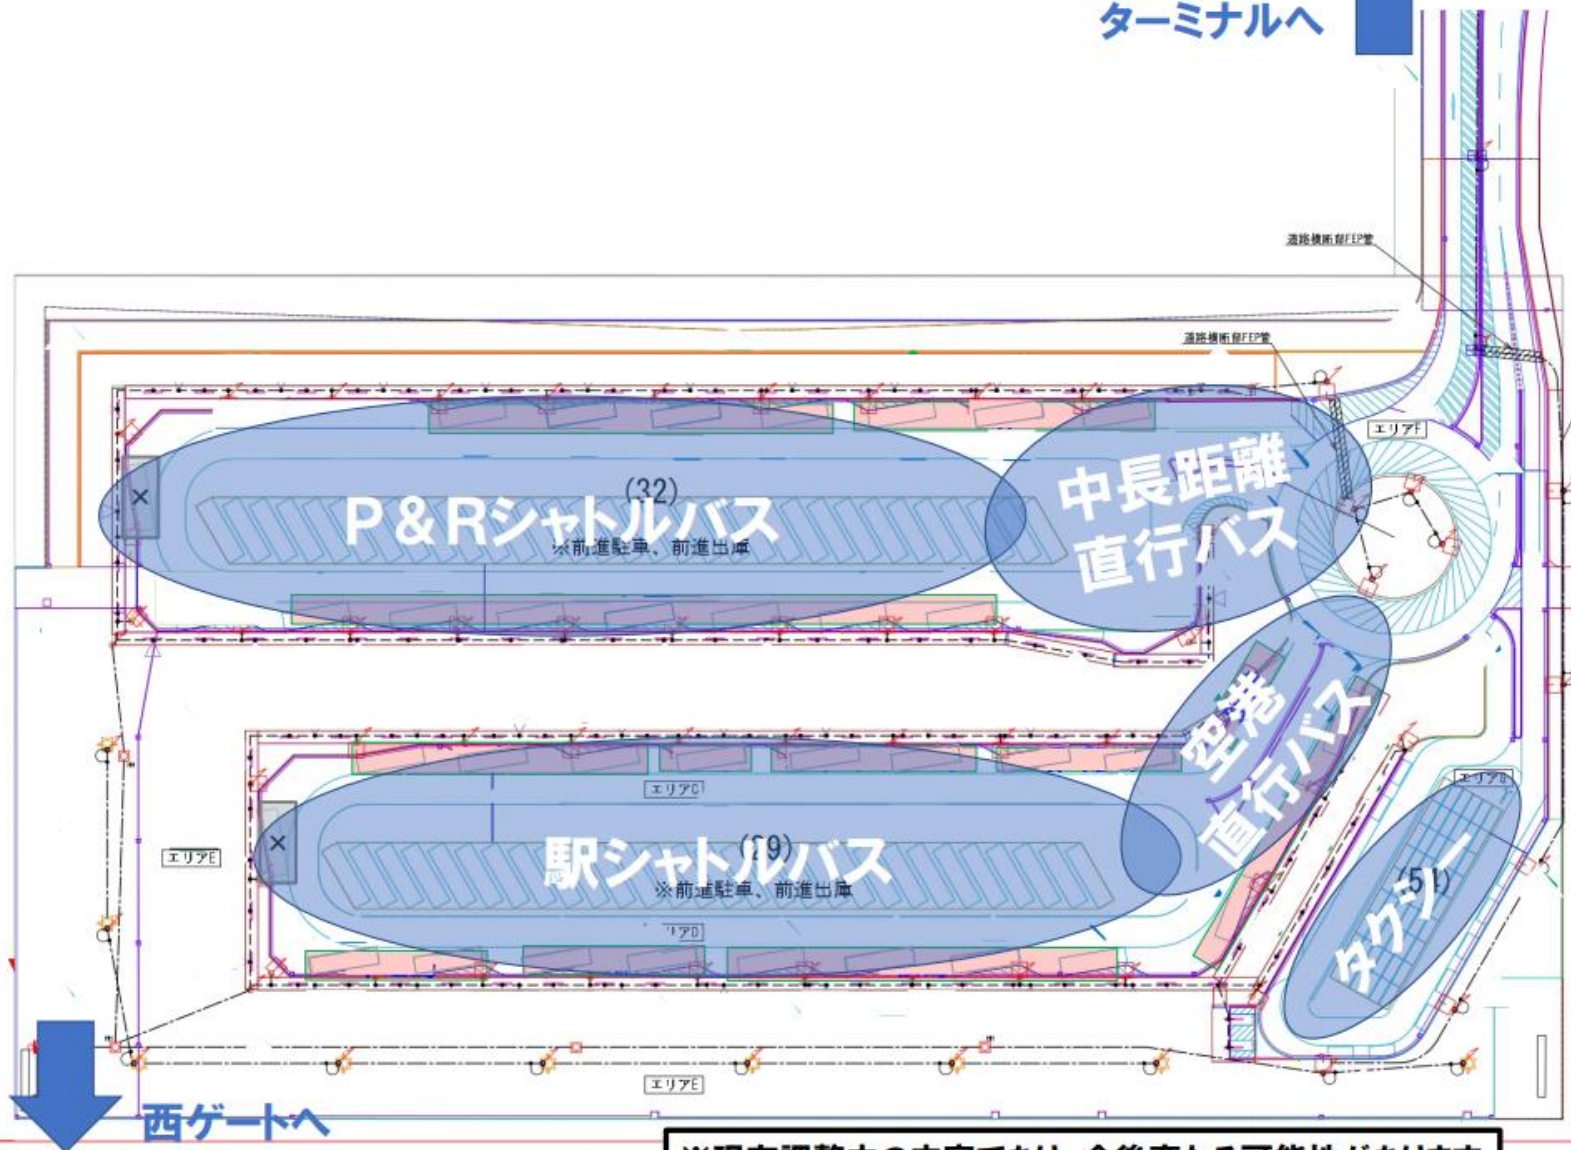 ターミナルへ
道路横断部FEP管
道路横断部FEP管
エリアF
(32)
P&Rシャトルバス
※前進駐車、前進出庫
中長距離
直行バス
空港
直行バス
エリアC
エリアB
エリアE
(29)
駅シャトルバス
※前進駐車、前進出庫
エリアD
タクシー
エリアE
西ゲートへ